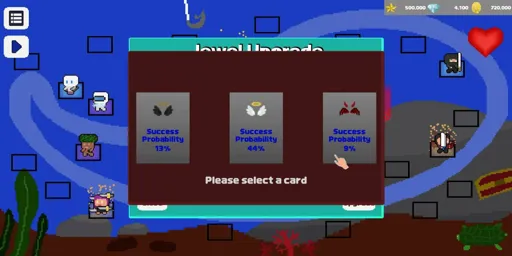 500.000 4.100 720.000
Jewel Upgrade
Success
Probability
13%
Success
Probability
44%
Success
Probability
9%
Please select a card